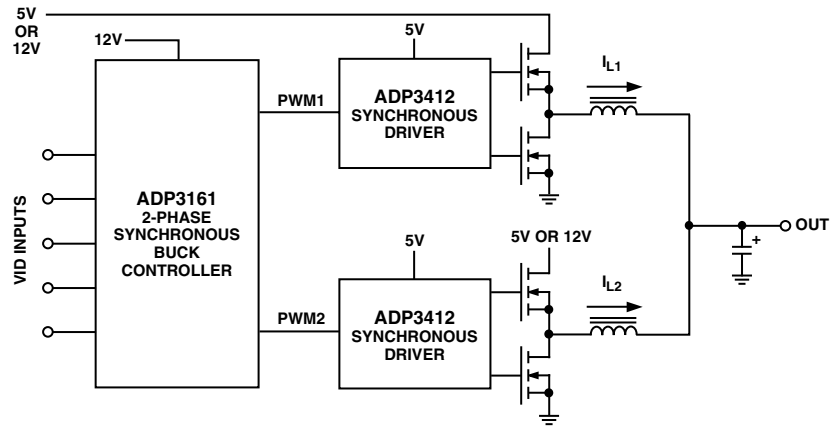 5V
OR
12V
12V
5V
PWM1
ADP3412
SYNCHRONOUS
DRIVER
IL1
VID INPUTS
ADP3161
2-PHASE
SYNCHRONOUS
BUCK
CONTROLLER
OUT
+
5V
5V OR 12V
PWM2
ADP3412
SYNCHRONOUS
DRIVER
IL2